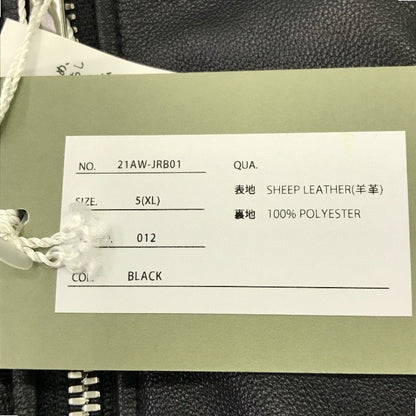 NO. 21AW-JRB01
SIZE. 5(XL)
012
COL. BLACK
QUA.
表地 SHEEP LEATHER(羊革)
裏地 100% POLYESTER